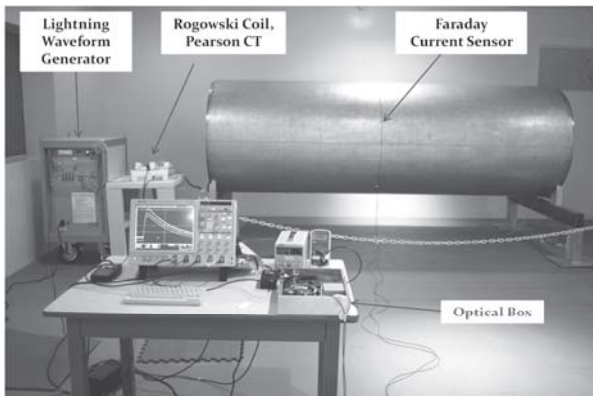 Lightning
Waveform
Generator
Rogowski Coil,
Pearson CT
Faraday
Current Sensor
Optical Box